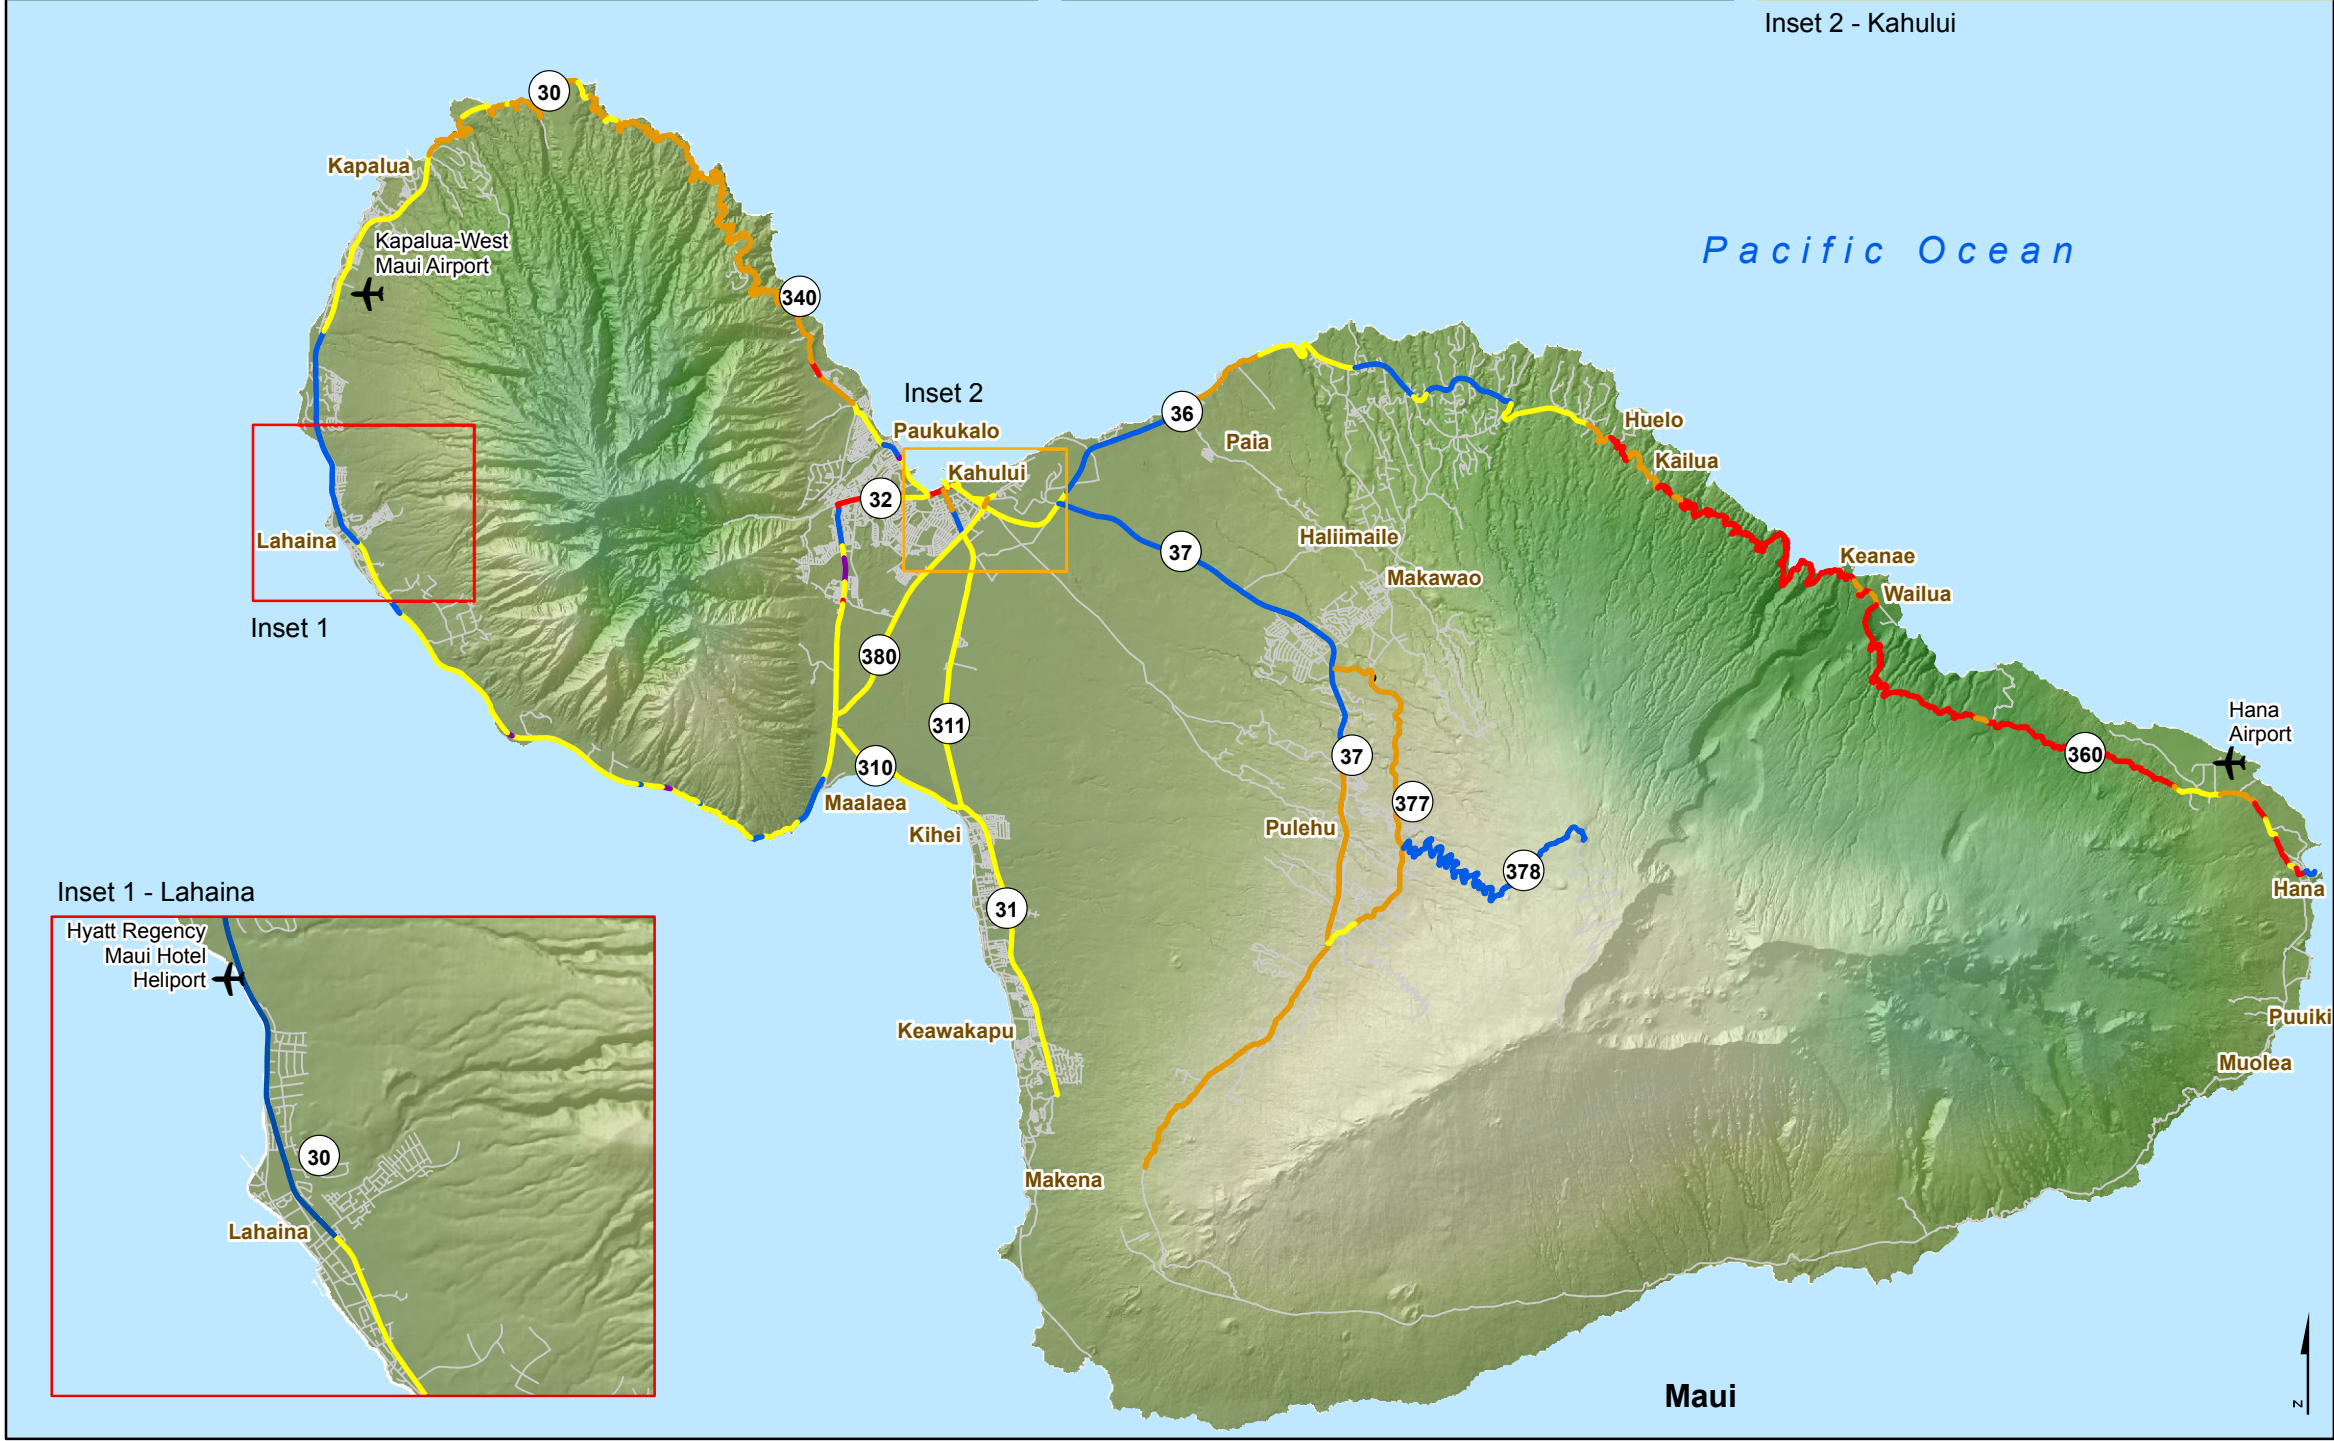 Inset 2 - Kahului
30
Kapalua
Kapalua-West
Maui Airport
Pacific Ocean
340
Inset 2
Paukukalo
36
Paia
Huelo
Kailua
Kahului
32
Lahaina
37
Haliimaile
Makawao
Keanae
Wailua
Inset 1
380
311
310
37
Hana
Airport
360
Maalaea
Kihei
377
Pulehu
378
Hana
Inset 1 - Lahaina
31
Hyatt Regency
Maui Hotel
Heliport
Keawakapu
Puuiki
Muolea
30
Makena
Lahaina
Maui
N